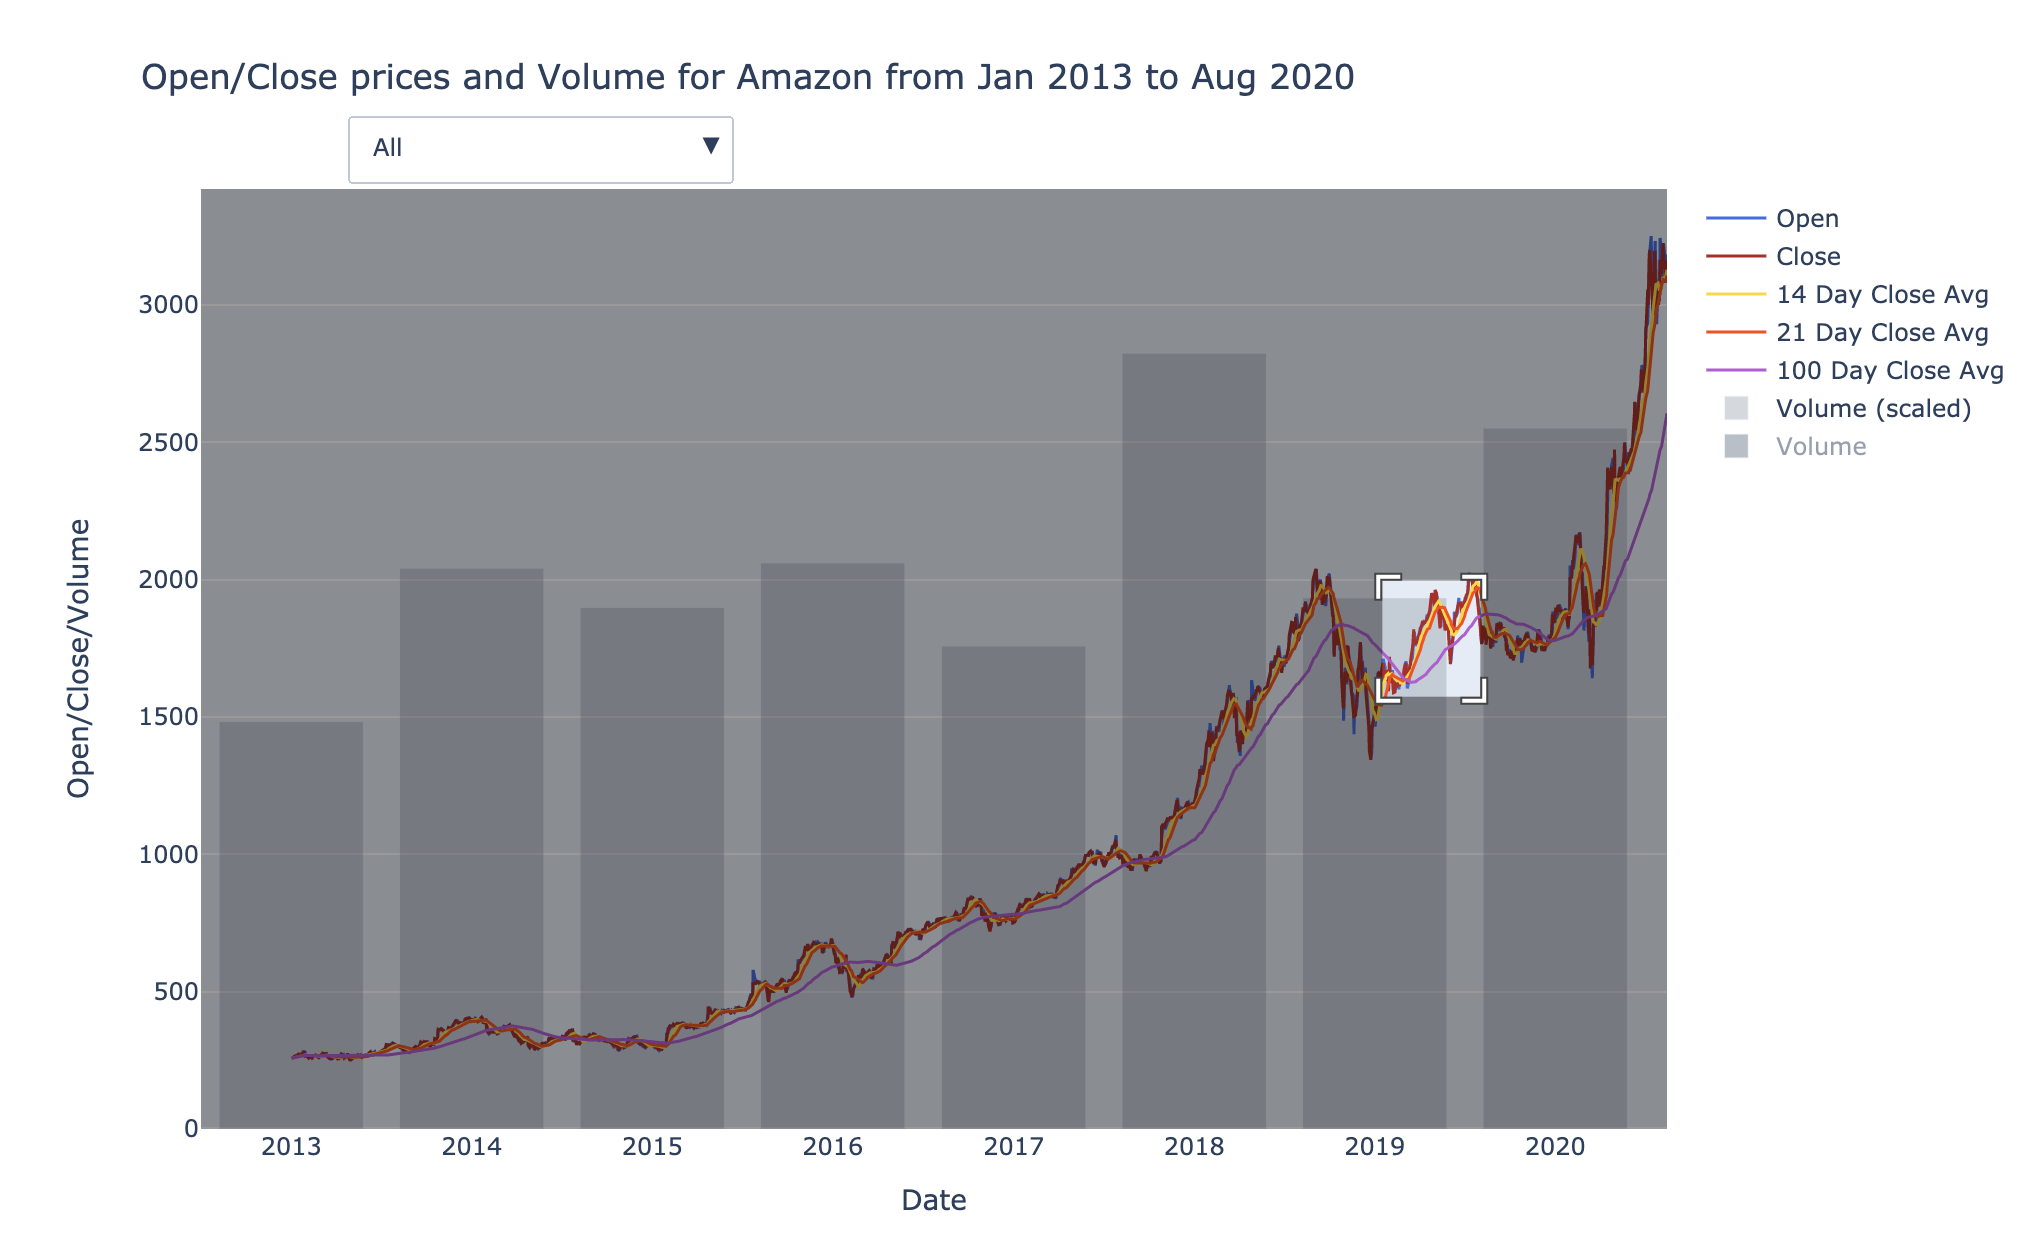 Open/Close prices and Volume for Amazon from Jan 2013 to Aug 2020
All
Open
Close
14 Day Close Avg
21 Day Close Avg
100 Day Close Avg
Volume (scaled)
Volume
Open/Close/Volume
3000
2500
2000
1500
1000
500
0
2013 2014 2015 2016 2017 2018 2019 2020
Date